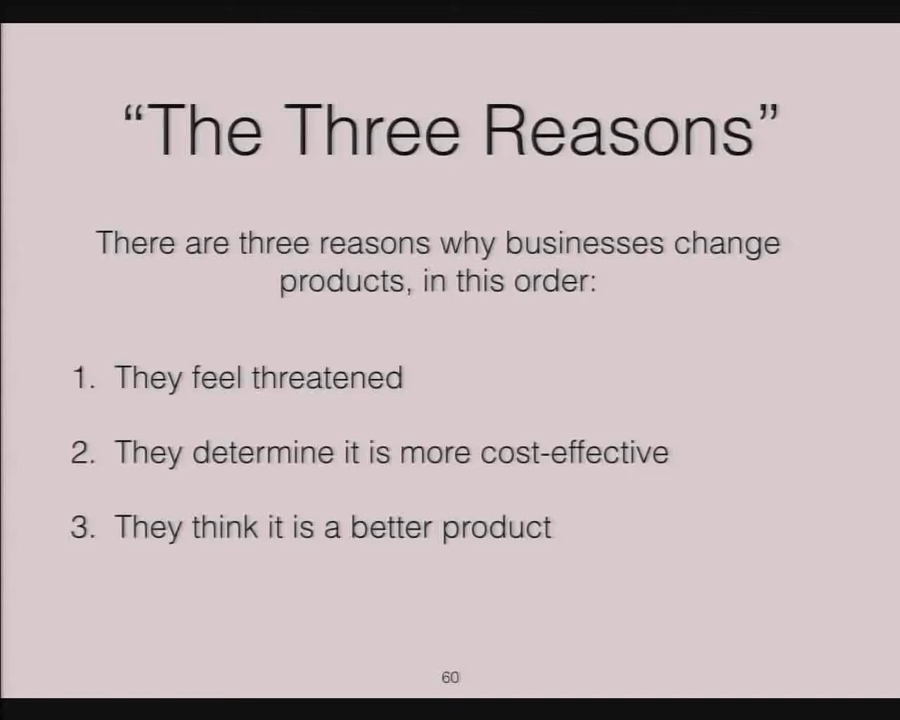 “The Three Reasons”
There are three reasons why businesses change
products, in this order:
1. They feel threatened
2. They determine it is more cost-effective
3. They think it is a better product
60